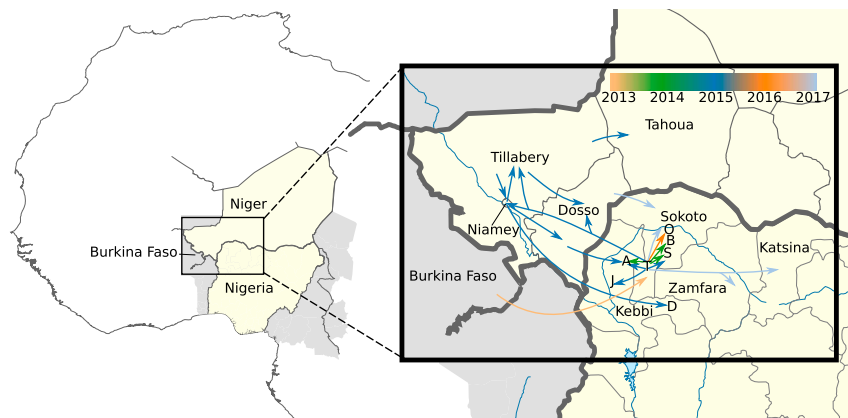 Niger
Burkina Faso
Nigeria
2013 2014 2015 2016 2017
Tahoua
Tillabery
Dosso
Niamey
Sokoto
O
B
S
Katsina
A
T
J
Burkina Faso
Zamfara
Kebbi
D